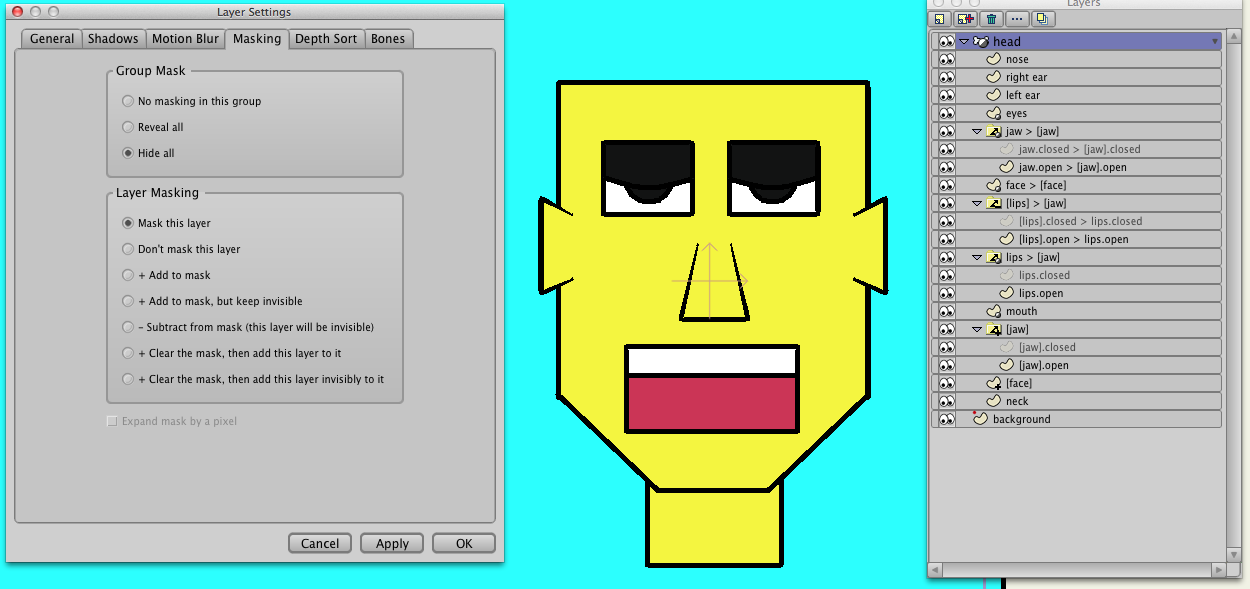 Layer Settings
General Shadows Motion Blur Masking Depth Sort Bones
Group Mask
No masking in this group
Reveal all
Hide all
Layer Masking
Mask this layer
Don't mask this layer
+ Add to mask
+ Add to mask, but keep invisible
- Subtract from mask (this layer will be invisible)
+ Clear the mask, then add this layer to it
+ Clear the mask, then add this layer invisibly to it
Expand mask by a pixel
Cancel Apply OK
Layers
head
nose
right ear
left ear
eyes
jaw > [jaw]
jaw.closed > [jaw].closed
jaw.open > [jaw].open
face > [face]
[lips] > [jaw]
[lips].closed > lips.closed
[lips].open > lips.open
lips > [jaw]
lips.closed
lips.open
mouth
[jaw]
[jaw].closed
[jaw].open
[face]
neck
background